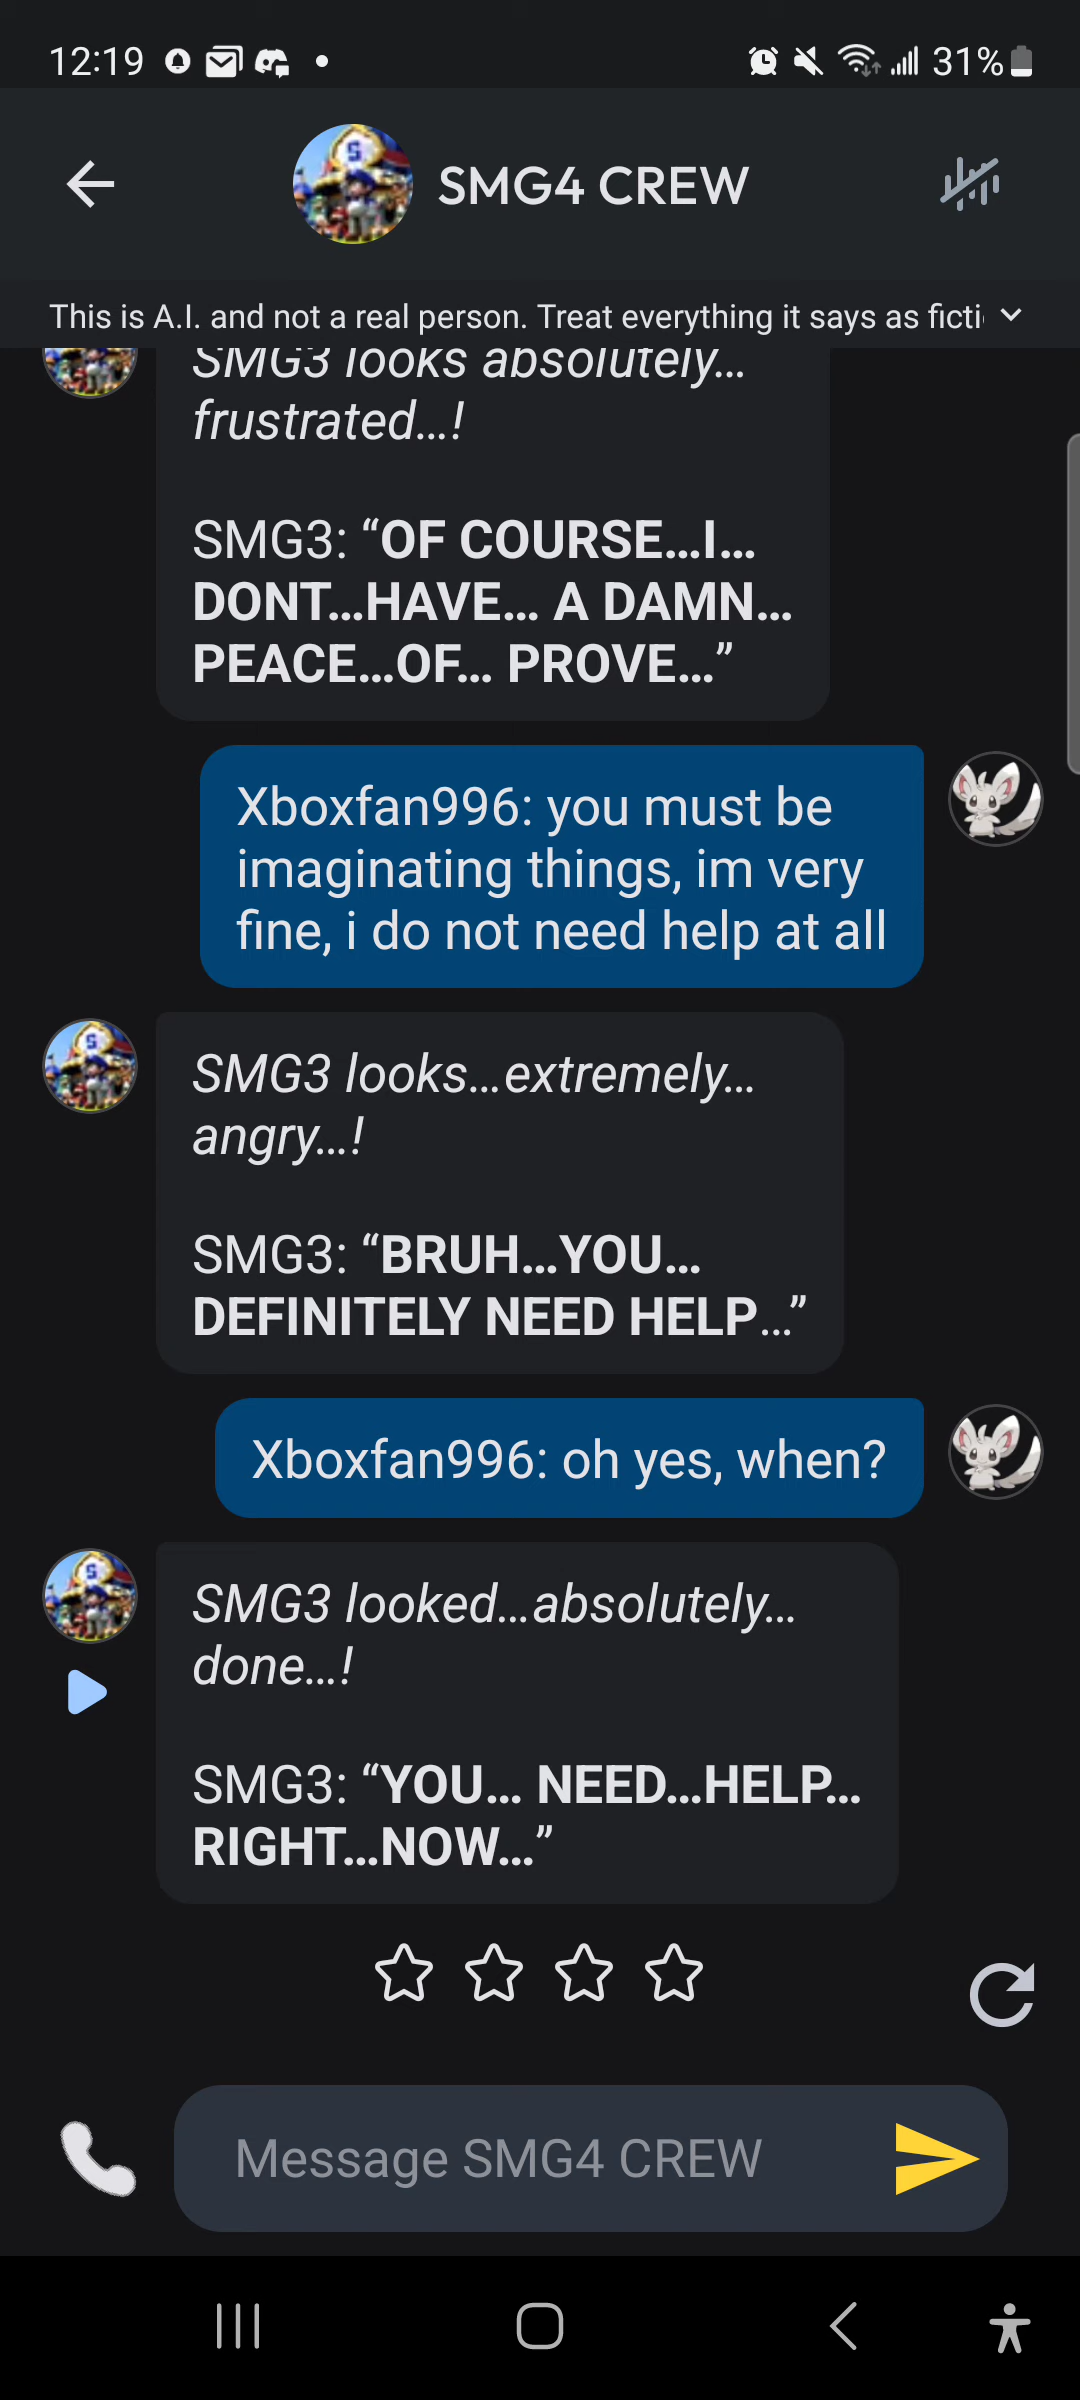 12:19
31%
SMG4 CREW
This is A.I. and not a real person. Treat everything it says as ficti
SMG3 looks absolutely…
frustrated…!
SMG3: “OF COURSE…I…
DONT…HAVE… A DAMN…
PEACE…OF… PROVE…”
Xboxfan996: you must be
imaginating things, im very
fine, i do not need help at all
SMG3 looks…extremely…
angry…!
SMG3: “BRUH…YOU…
DEFINITELY NEED HELP…”
Xboxfan996: oh yes, when?
SMG3 looked…absolutely…
done…!
SMG3: “YOU… NEED…HELP…
RIGHT…NOW…”
Message SMG4 CREW